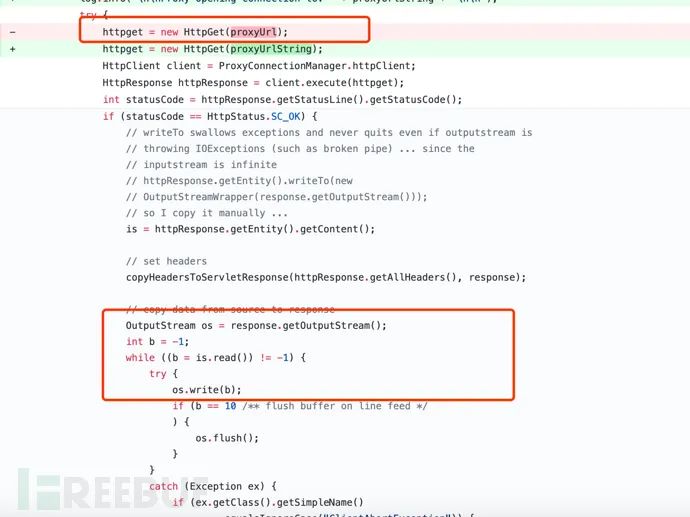 try {
- httpget = new HttpGet(proxyUrl);
+ httpget = new HttpGet(proxyUrlString);
HttpClient client = ProxyConnectionManager.httpClient;
HttpResponse httpResponse = client.execute(httpget);
int statusCode = httpResponse.getStatusLine().getStatusCode();
if (statusCode == HttpStatus.SC_OK) {
// writeTo swallows exceptions and never quits even if outputstream is
// throwing IOExceptions (such as broken pipe) ... since the
// inputstream is infinite
// httpResponse.getEntity().writeTo(new
// OutputStreamWrapper(response.getOutputStream()));
// so I copy it manually ...
is = httpResponse.getEntity().getContent();
// set headers
copyHeadersToServletResponse(httpResponse.getAllHeaders(), response);
// copy data from source to response
OutputStream os = response.getOutputStream();
int b = -1;
while ((b = is.read()) != -1) {
try {
os.write(b);
if (b == 10 /** flush buffer on line feed */
) {
os.flush();
}
}
catch (Exception ex) {
if (ex.getClass().getSimpleName()
FREEBUF